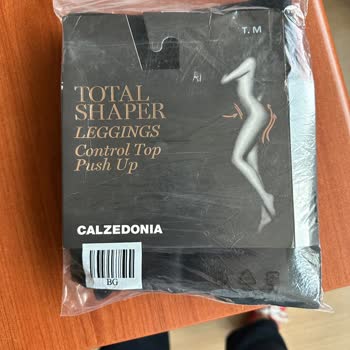 T. M
TOTAL
SHAPER
LEGGINGS
Control Top
Push Up
CALZEDONIA
BG